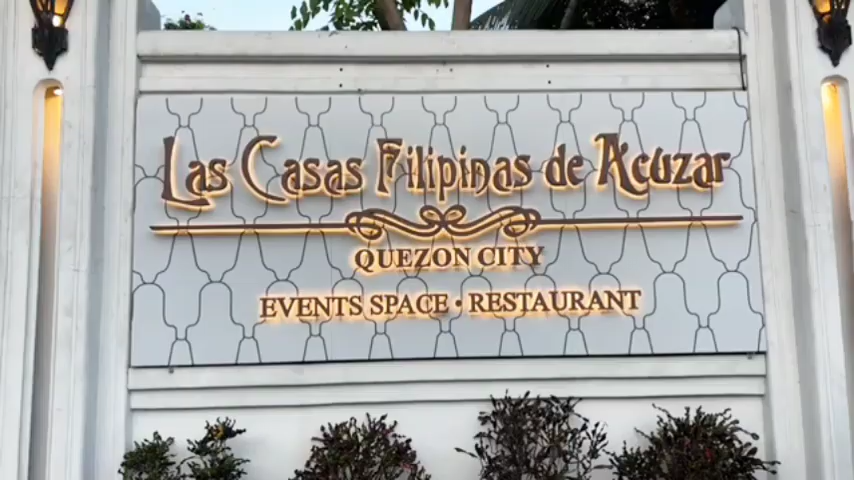 Las Casas Filipinas de Acuzar
QUEZON CITY
EVENTS SPACE • RESTAURANT